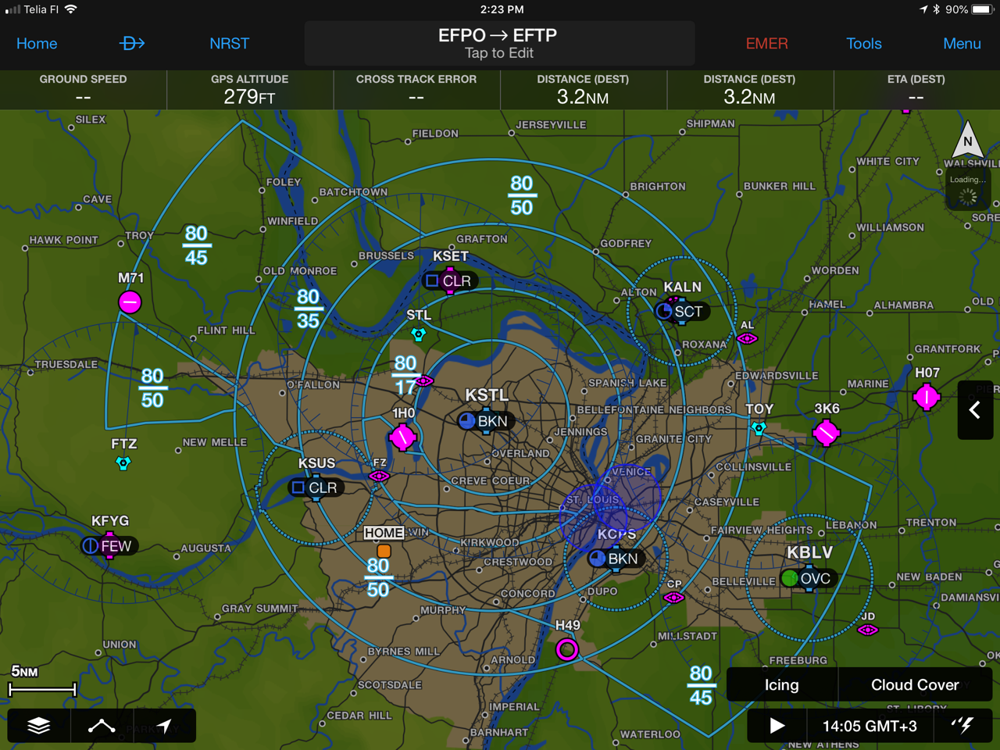 Telia FI
2:23 PM
90%
Home
D
NRST
EFPO → EFTP
Tap to Edit
EMER
Tools
Menu
GROUND SPEED
--
GPS ALTITUDE
279FT
CROSS TRACK ERROR
--
DISTANCE (DEST)
3.2NM
DISTANCE (DEST)
3.2NM
ETA (DEST)
--
SILEX
FIELDON
JERSEYVILLE
SHIPMAN
N
WHITE CITY
WALSHVIL
Loading...
FOLEY
BATCHTOWN
80
50
BRIGHTON
BUNKER HILL
CAVE
WINFIELD
SORE
HAWK POINT
TROY
80
45
WILLIAMSON
GRAFTON
GODFREY
BRUSSELS
KSET
CLR
OLD MONROE
M71
WORDEN
KALN
SCT
ALTON
80
35
HAMEL
ALHAMBRA
OLD
STL
AL
FLINT HILL
ROXANA
GRANTFORK
TRUESDALE
80
17
H07
80
50
O'FALLON
SPANISH LAKE
EDWARDSVILLE
MARINE
PIER
KSTL
BKN
1H0
BELLEFONTAINE NEIGHBORS
TOY
3K6
JENNINGS
GRANITE CITY
FTZ
NEW MELLE
OVERLAND
KSUS
CLR
FZ
CREVE COEUR
VENICE
COLLINSVILLE
ST. LOUIS
CASEYVILLE
KFYG
FEW
HOME
WIN
KIRKWOOD
KCPS
BKN
FAIRVIEW HEIGHTS
LEBANON
TRENTON
AUGUSTA
80
50
CRESTWOOD
KBLV
OVC
BELLEVILLE
NEW BADEN
CONCORD
DUPO
CP
DAMIANSVI
GRAY SUMMIT
MURPHY
H49
JD
UNION
BYRNES MILL
MILLSTADT
ARNOLD
FREEBURG
OK
5NM
SCOTSDALE
80
45
Icing
Cloud Cover
CEDAR HILL
IMPERIAL
ST. LIBORY
PARK
BARNHART
WATERLOO
14:05 GMT+3
NEW ATHENS